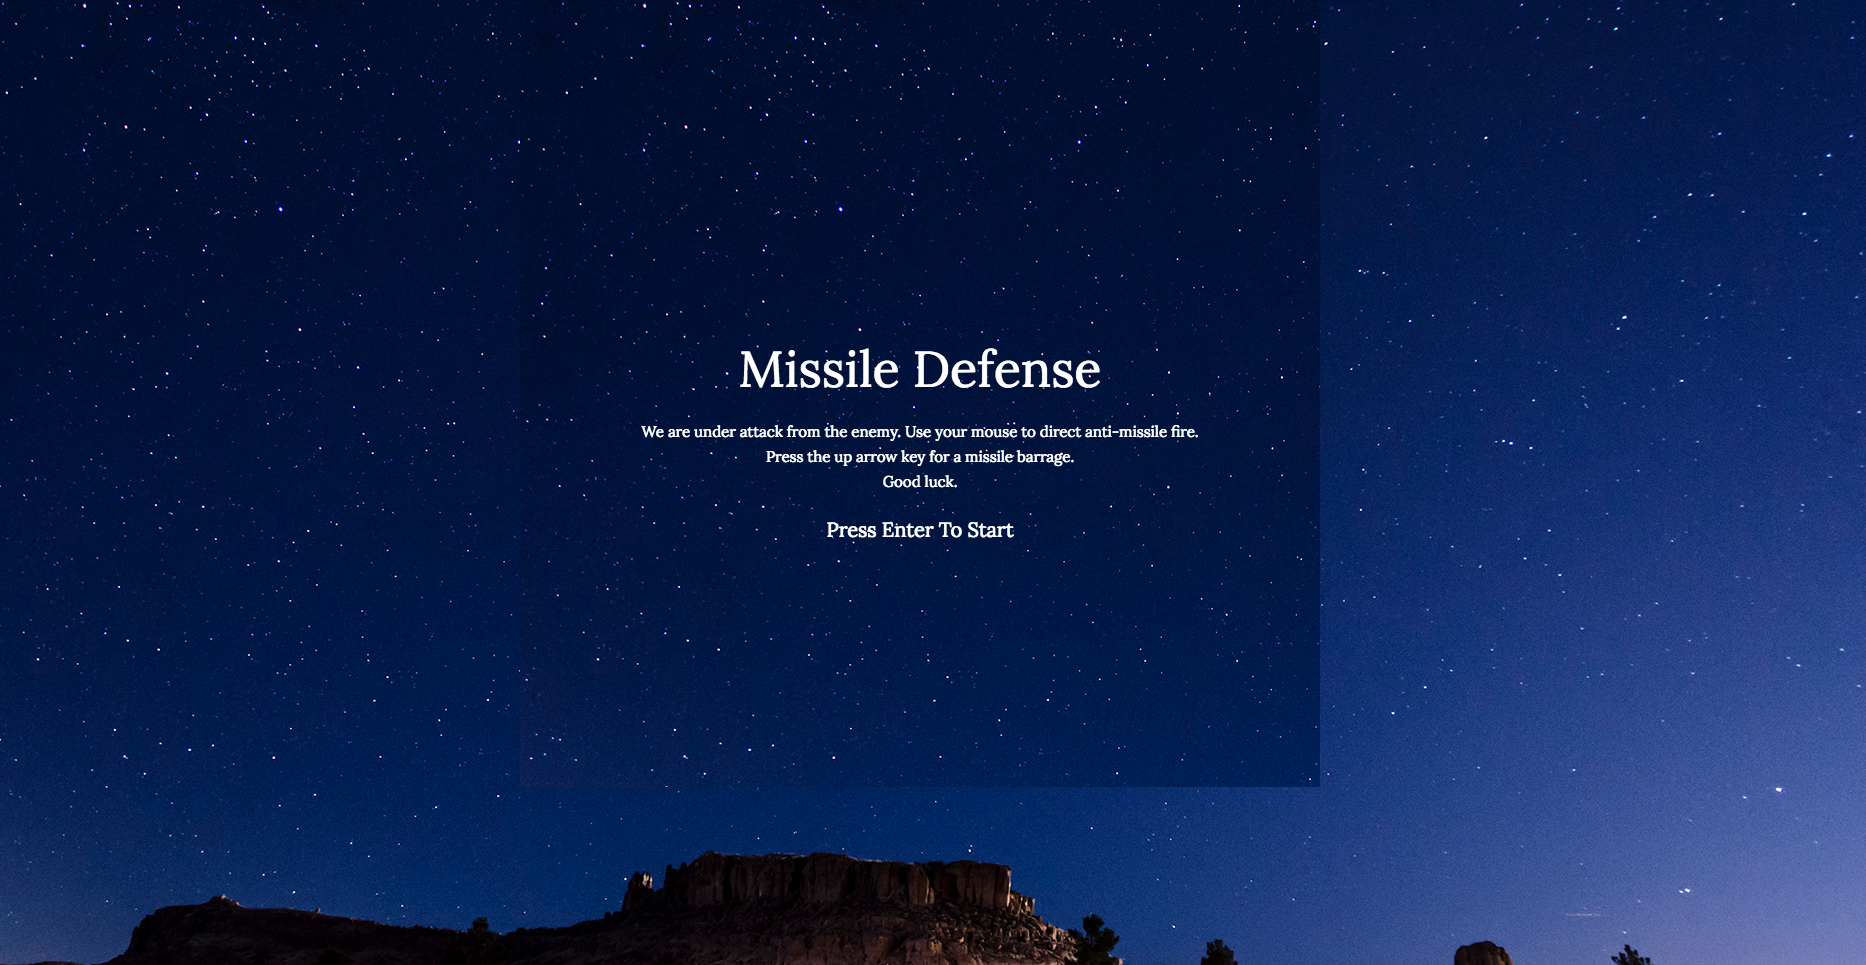 Missile Defense
We are under attack from the enemy. Use your mouse to direct anti-missile fire.
Press the up arrow key for a missile barrage.
Good luck.
Press Enter To Start